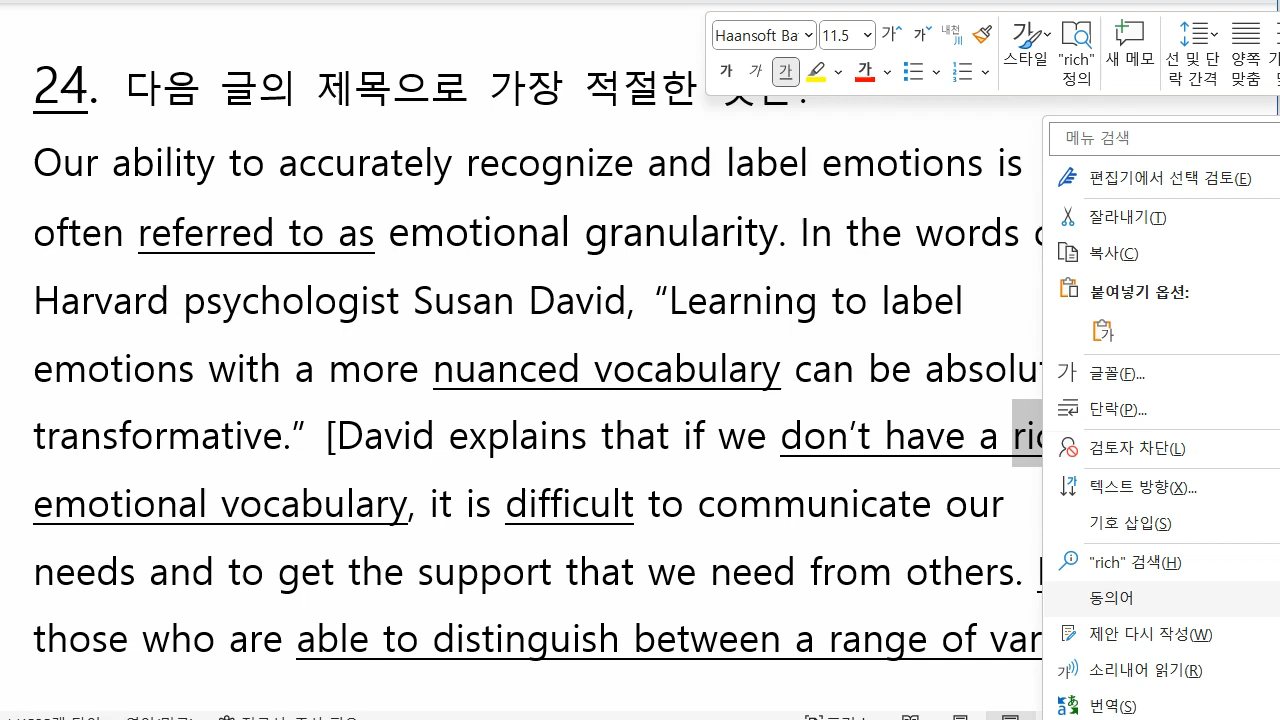 Haansoft Ba 11.5 가 가 내천
가 가 가 가
스타일 "rich" 정의 새 메모 선 및 단락 간격 양쪽 맞춤
24. 다음 글의 제목으로 가장 적절한
Our ability to accurately recognize and label emotions is
often referred to as emotional granularity. In the words
Harvard psychologist Susan David, “Learning to label
emotions with a more nuanced vocabulary can be
transformative.” [David explains that if we don’t have a
emotional vocabulary, it is difficult to communicate our
needs and to get the support that we need from others.
those who are able to distinguish between a range of
메뉴 검색
편집기에서 선택 검토(E)
잘라내기(T)
복사(C)
붙여넣기 옵션:
가
가 글꼴(F)...
단락(P)...
검토자 차단(L)
텍스트 방향(X)...
기호 삽입(S)
"rich" 검색(H)
동의어
제안 다시 작성(W)
가 소리내어 읽기(R)
번역(S)